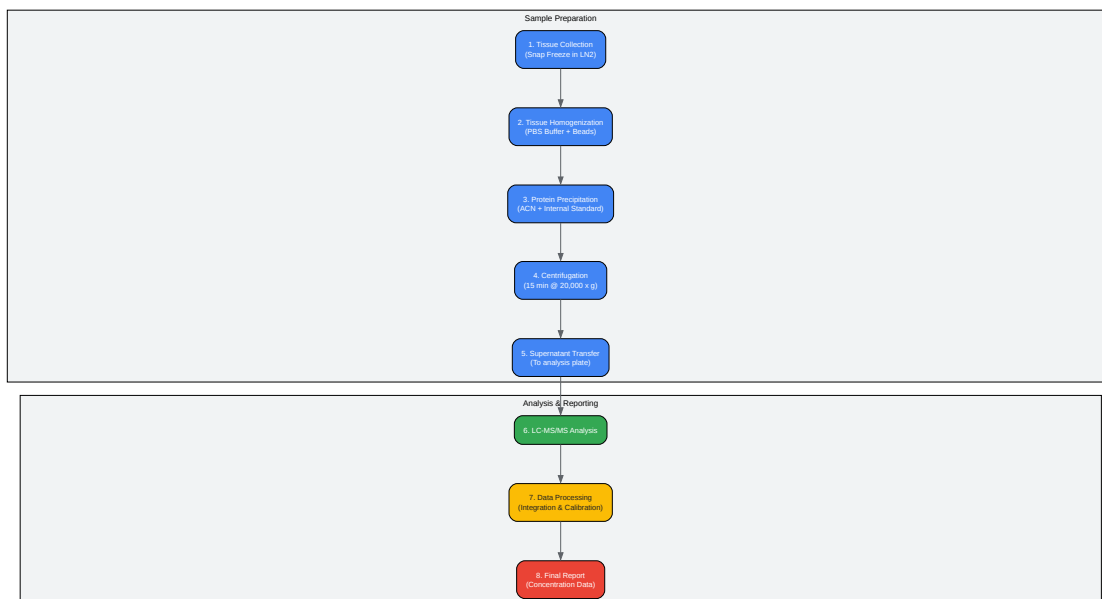 Sample Preparation
1. Tissue Collection
(Snap Freeze in LN2)
2. Tissue Homogenization
(PBS Buffer + Beads)
3. Protein Precipitation
(ACN + Internal Standard)
4. Centrifugation
(15 min @ 20,000 x g)
5. Supernatant Transfer
(To analysis plate)
Analysis & Reporting
6. LC-MS/MS Analysis
7. Data Processing
(Integration & Calibration)
8. Final Report
(Concentration Data)